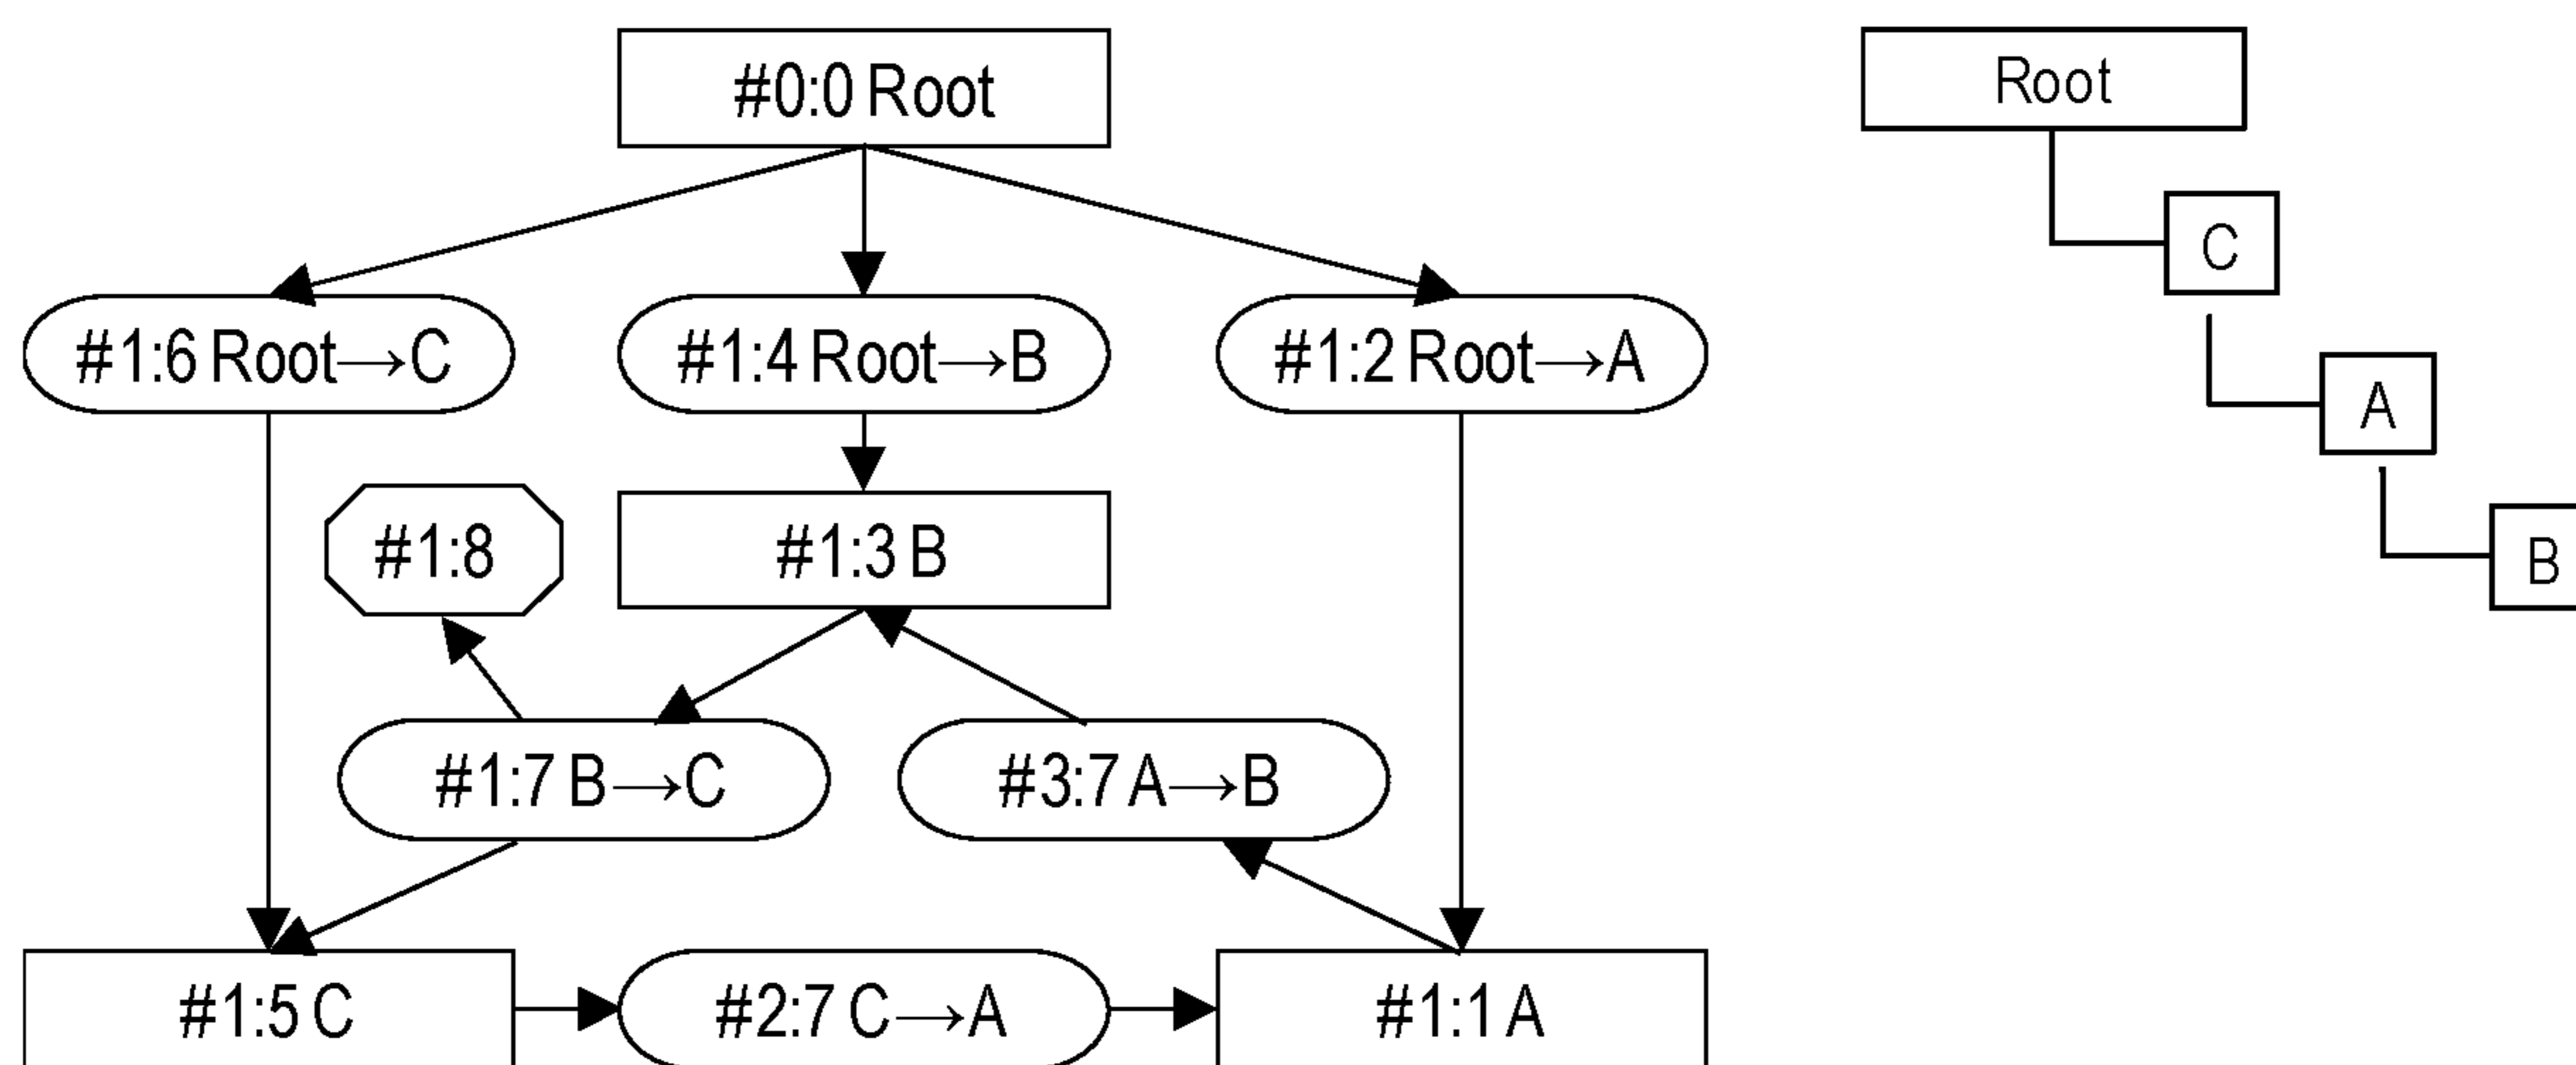 #0:0 Root
Root
C
#1:6 Root→C
#1:4 Root→B
#1:2 Root→A
A
#1:8
#1:3 B
B
#1:7 B→C
#3:7 A→B
#1:5 C
#2:7 C→A
#1:1 A